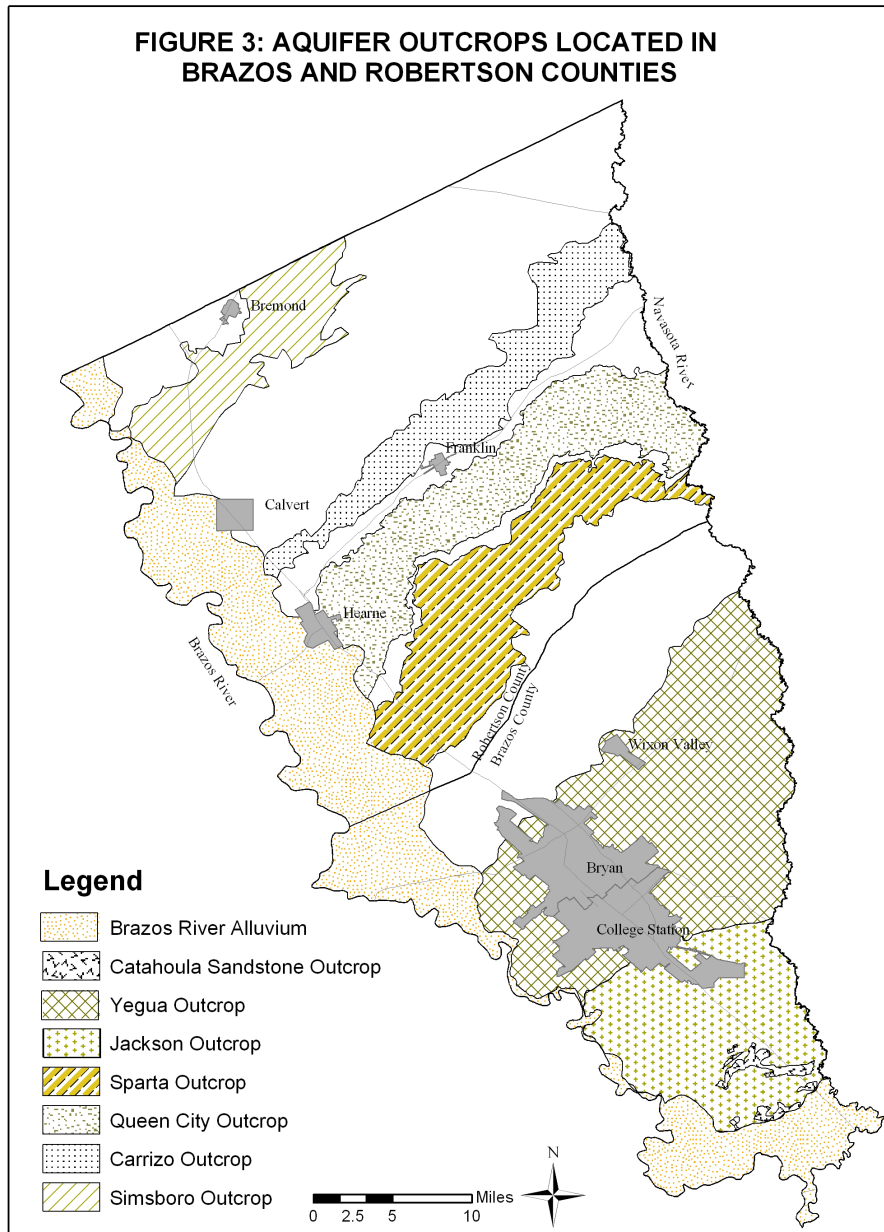 FIGURE 3: AQUIFER OUTCROPS LOCATED IN
BRAZOS AND ROBERTSON COUNTIES
Bremond
Navasota River
Franklin
Calvert
Hearne
Brazos River
Robertson County
Brazos County
Wixon Valley
Bryan
College Station
Legend
Brazos River Alluvium
Catahoula Sandstone Outcrop
Yegua Outcrop
Jackson Outcrop
Sparta Outcrop
Queen City Outcrop
Carrizo Outcrop
Simsboro Outcrop
N
Miles
0 2.5 5 10